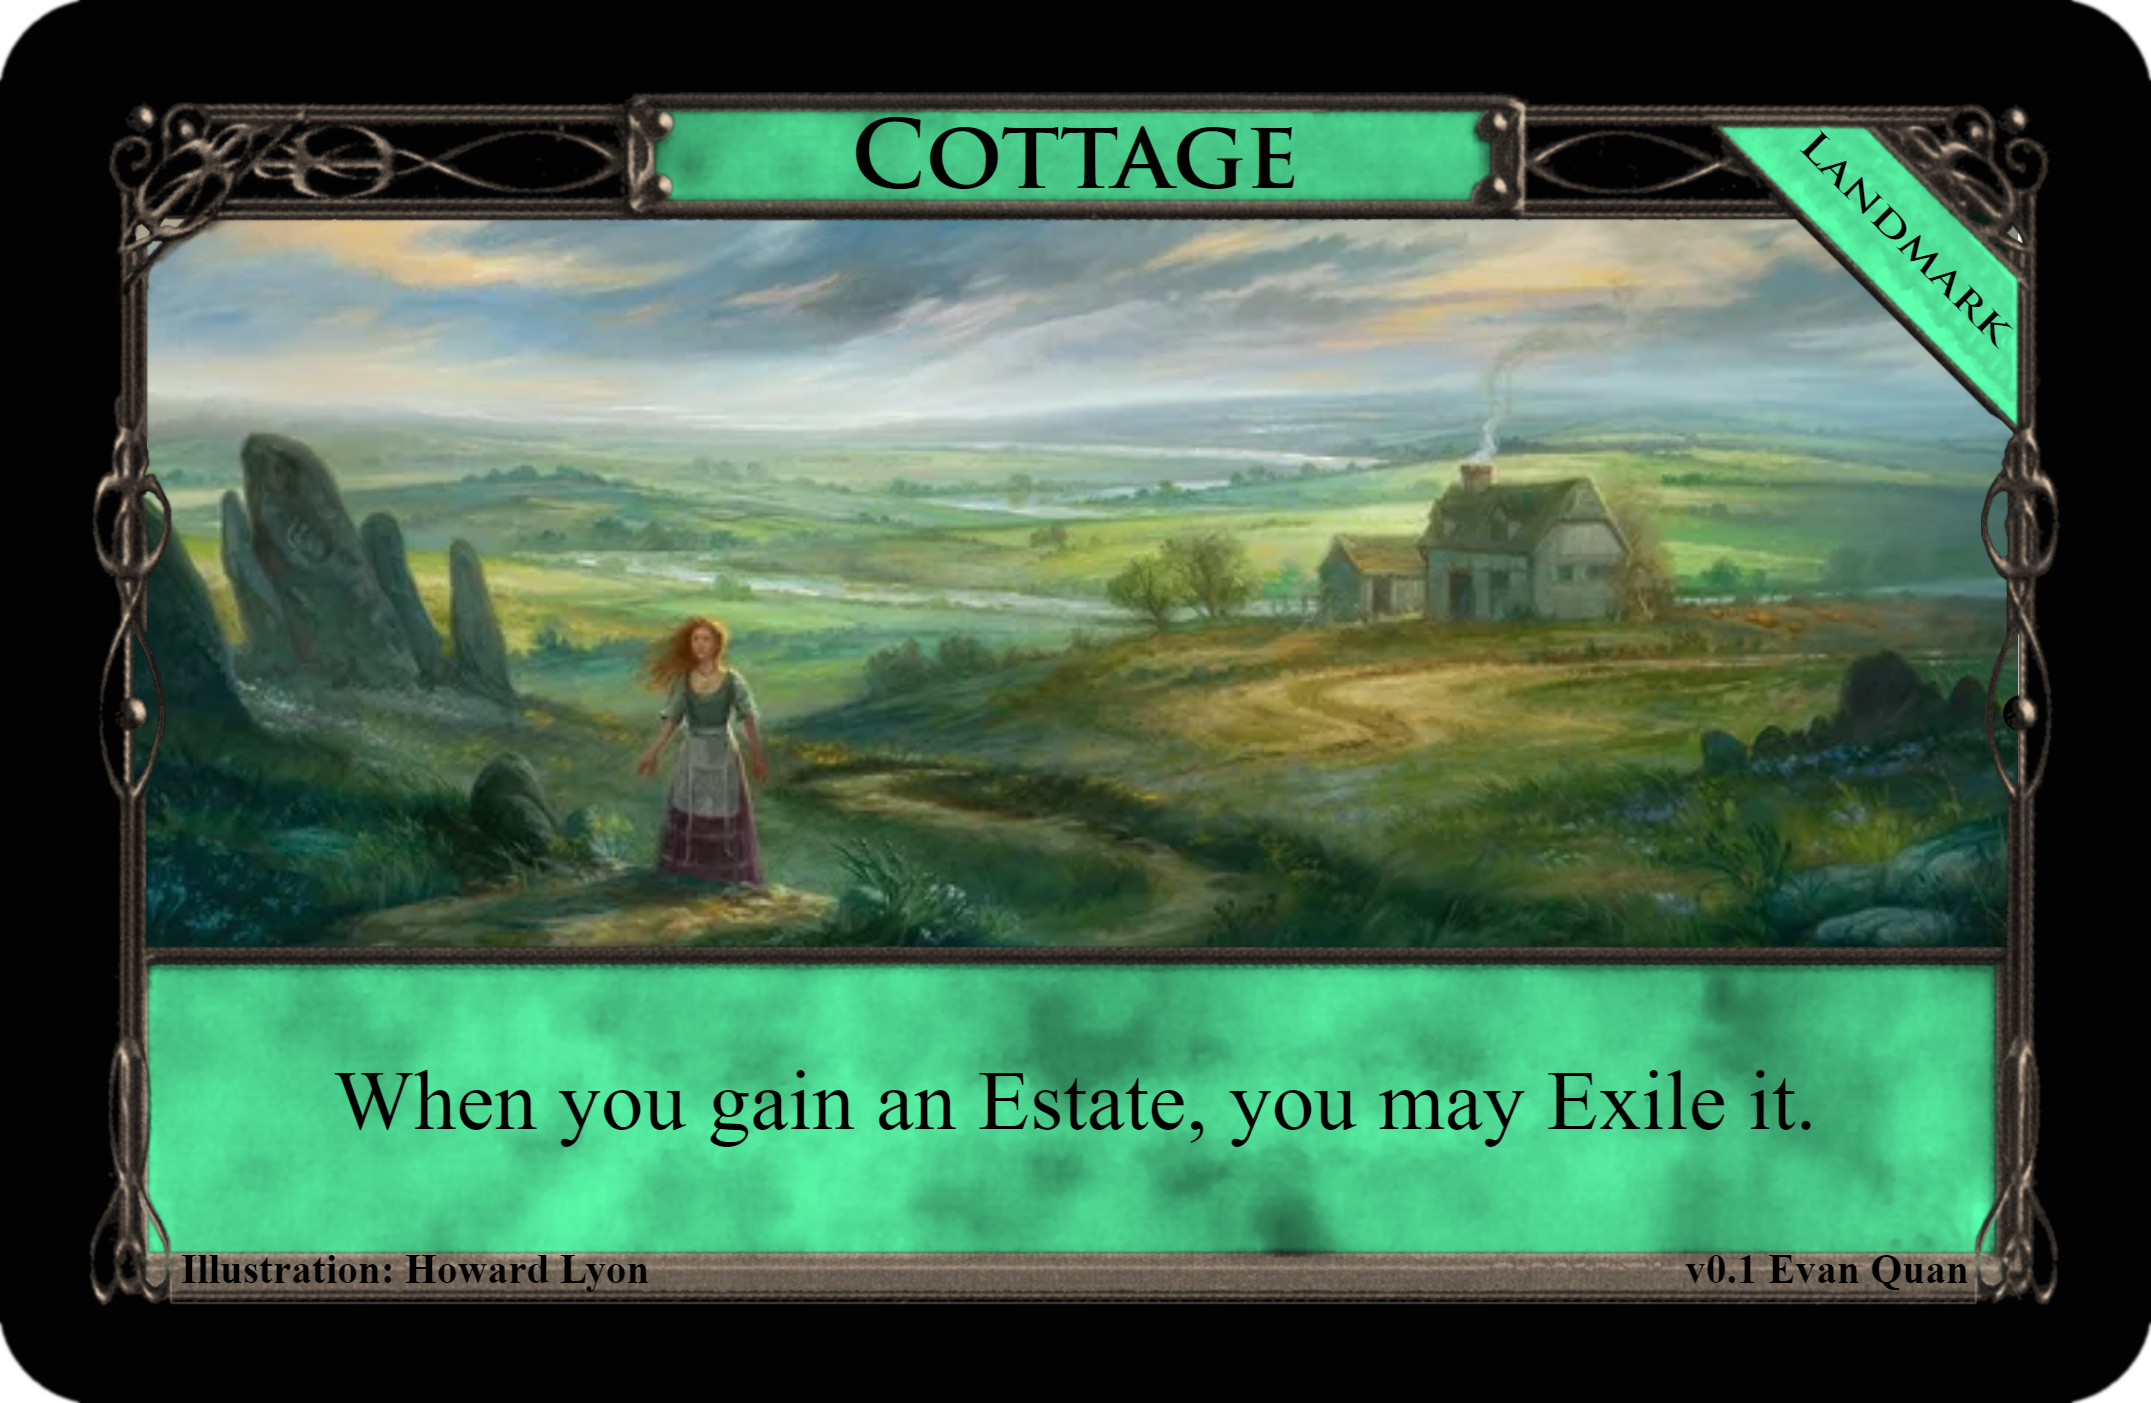 COTTAGE
LANDMARK
When you gain an Estate, you may Exile it.
Illustration: Howard Lyon
v0.1 Evan Quan